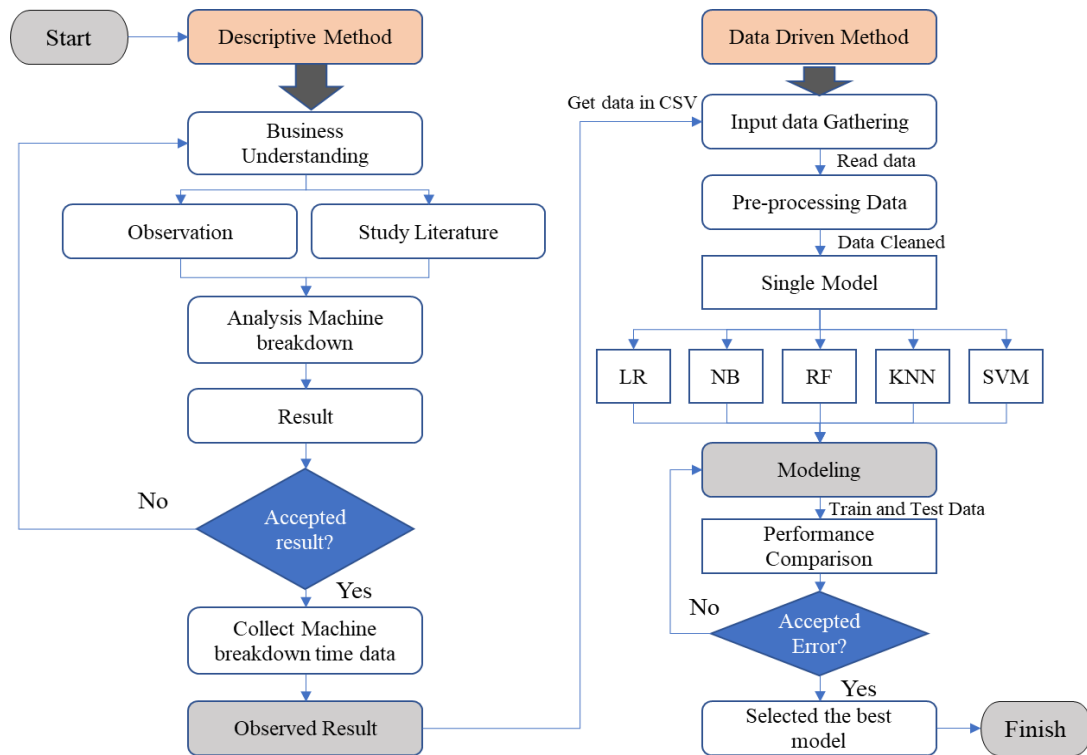 Start
Descriptive Method
Business
Understanding
Observation
Study Literature
Analysis Machine
breakdown
Result
No
Accepted
result?
Yes
Collect Machine
breakdown time data
Observed Result
Data Driven Method
Get data in CSV
Input data Gathering
Read data
Pre-processing Data
Data Cleaned
Single Model
LR
NB
RF
KNN
SVM
Modeling
Train and Test Data
Performance
Comparison
No
Accepted
Error?
Yes
Selected the best
model
Finish